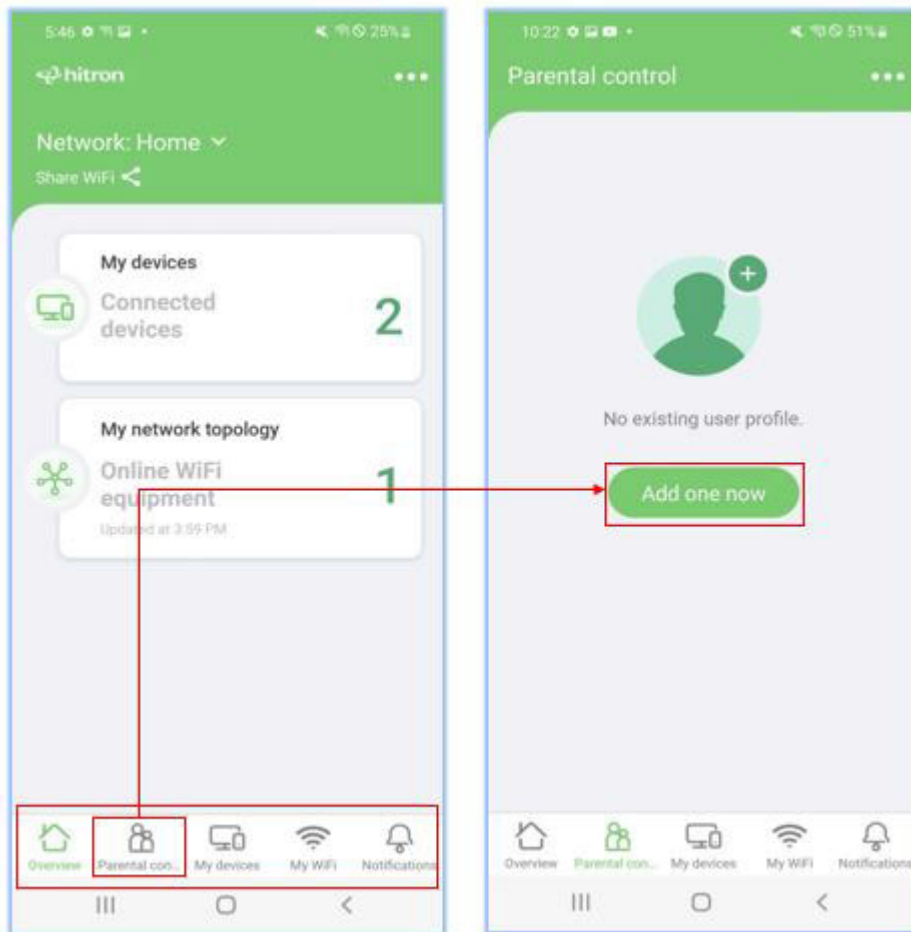 5:46
25%
hitron
Network: Home
Share WiFi
My devices
Connected
devices
2
My network topology
Online WiFi
equipment
1
Updated at 3:59 PM
Overview
Parental con...
My devices
My WiFi
Notifications
10:22
51%
Parental control
No existing user profile.
Add one now
Overview
Parental con...
My devices
My WiFi
Notifications